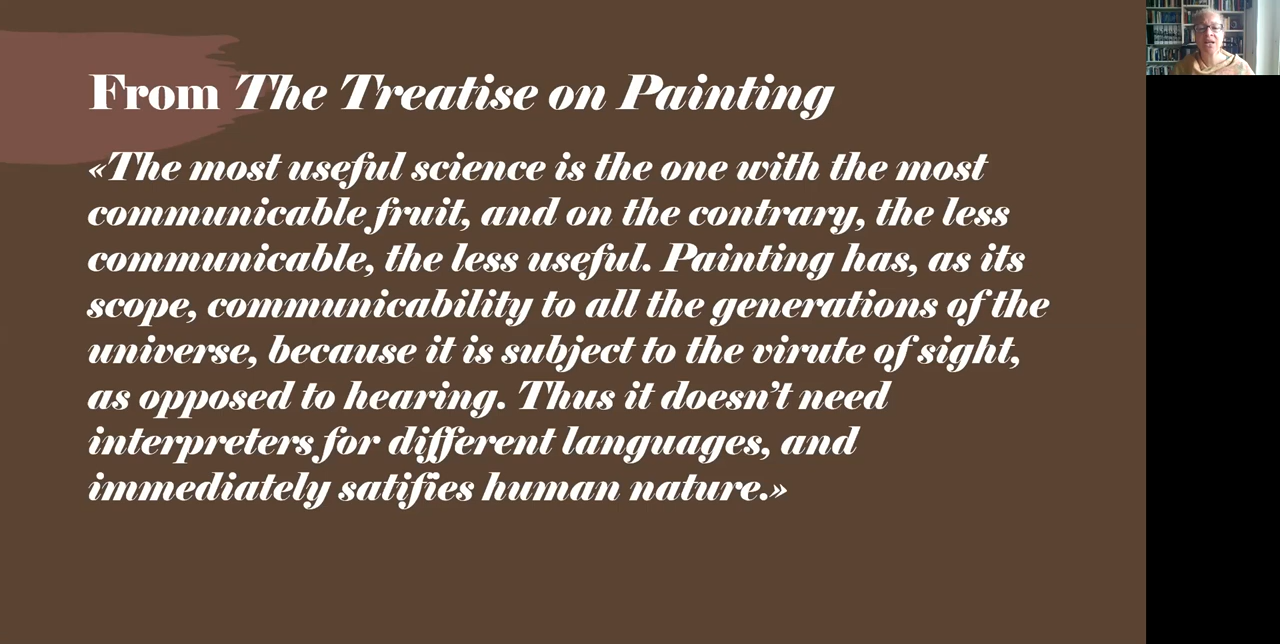 From The Treatise on Painting
«The most useful science is the one with the most
communicable fruit, and on the contrary, the less
communicable, the less useful. Painting has, as its
scope, communicability to all the generations of the
universe, because it is subject to the virute of sight,
as opposed to hearing. Thus it doesn’t need
interpreters for different languages, and
immediately satifies human nature.»